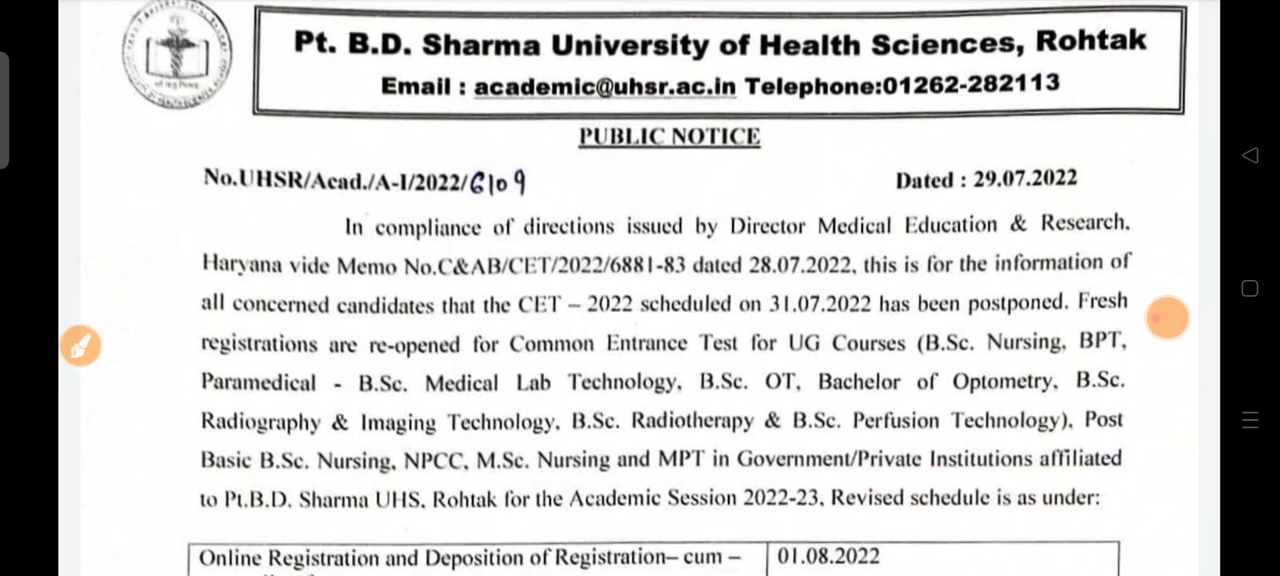 Pt. B.D. Sharma University of Health Sciences, Rohtak
Email : academic@uhsr.ac.in Telephone:01262-282113
PUBLIC NOTICE
No.UHSR/Acad./A-I/2022/6109
Dated : 29.07.2022
In compliance of directions issued by Director Medical Education & Research,
Haryana vide Memo No.C&AB/CET/2022/6881-83 dated 28.07.2022, this is for the information of
all concerned candidates that the CET – 2022 scheduled on 31.07.2022 has been postponed. Fresh
registrations are re-opened for Common Entrance Test for UG Courses (B.Sc. Nursing, BPT,
Paramedical - B.Sc. Medical Lab Technology, B.Sc. OT, Bachelor of Optometry, B.Sc.
Radiography & Imaging Technology, B.Sc. Radiotherapy & B.Sc. Perfusion Technology), Post
Basic B.Sc. Nursing, NPCC, M.Sc. Nursing and MPT in Government/Private Institutions affiliated
to Pt.B.D. Sharma UHS, Rohtak for the Academic Session 2022-23, Revised schedule is as under:
Online Registration and Deposition of Registration– cum –
01.08.2022